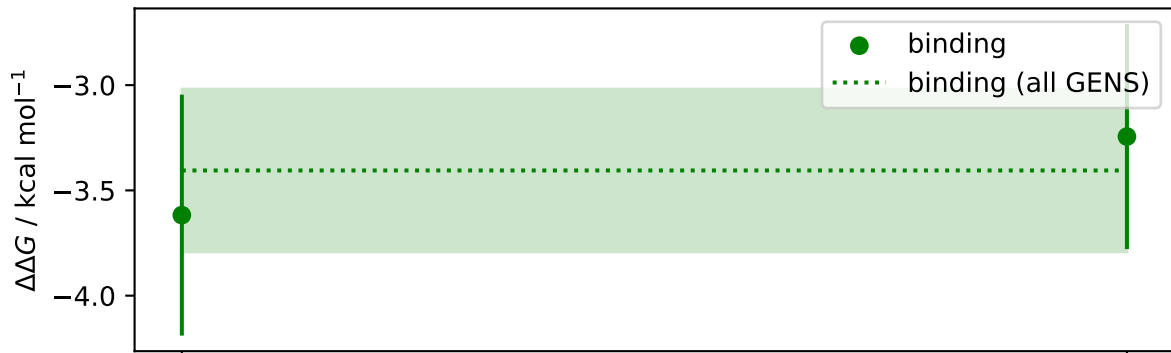 binding
binding (all GENS)
ΔΔG / kcal mol⁻¹
−3.0
−3.5
−4.0